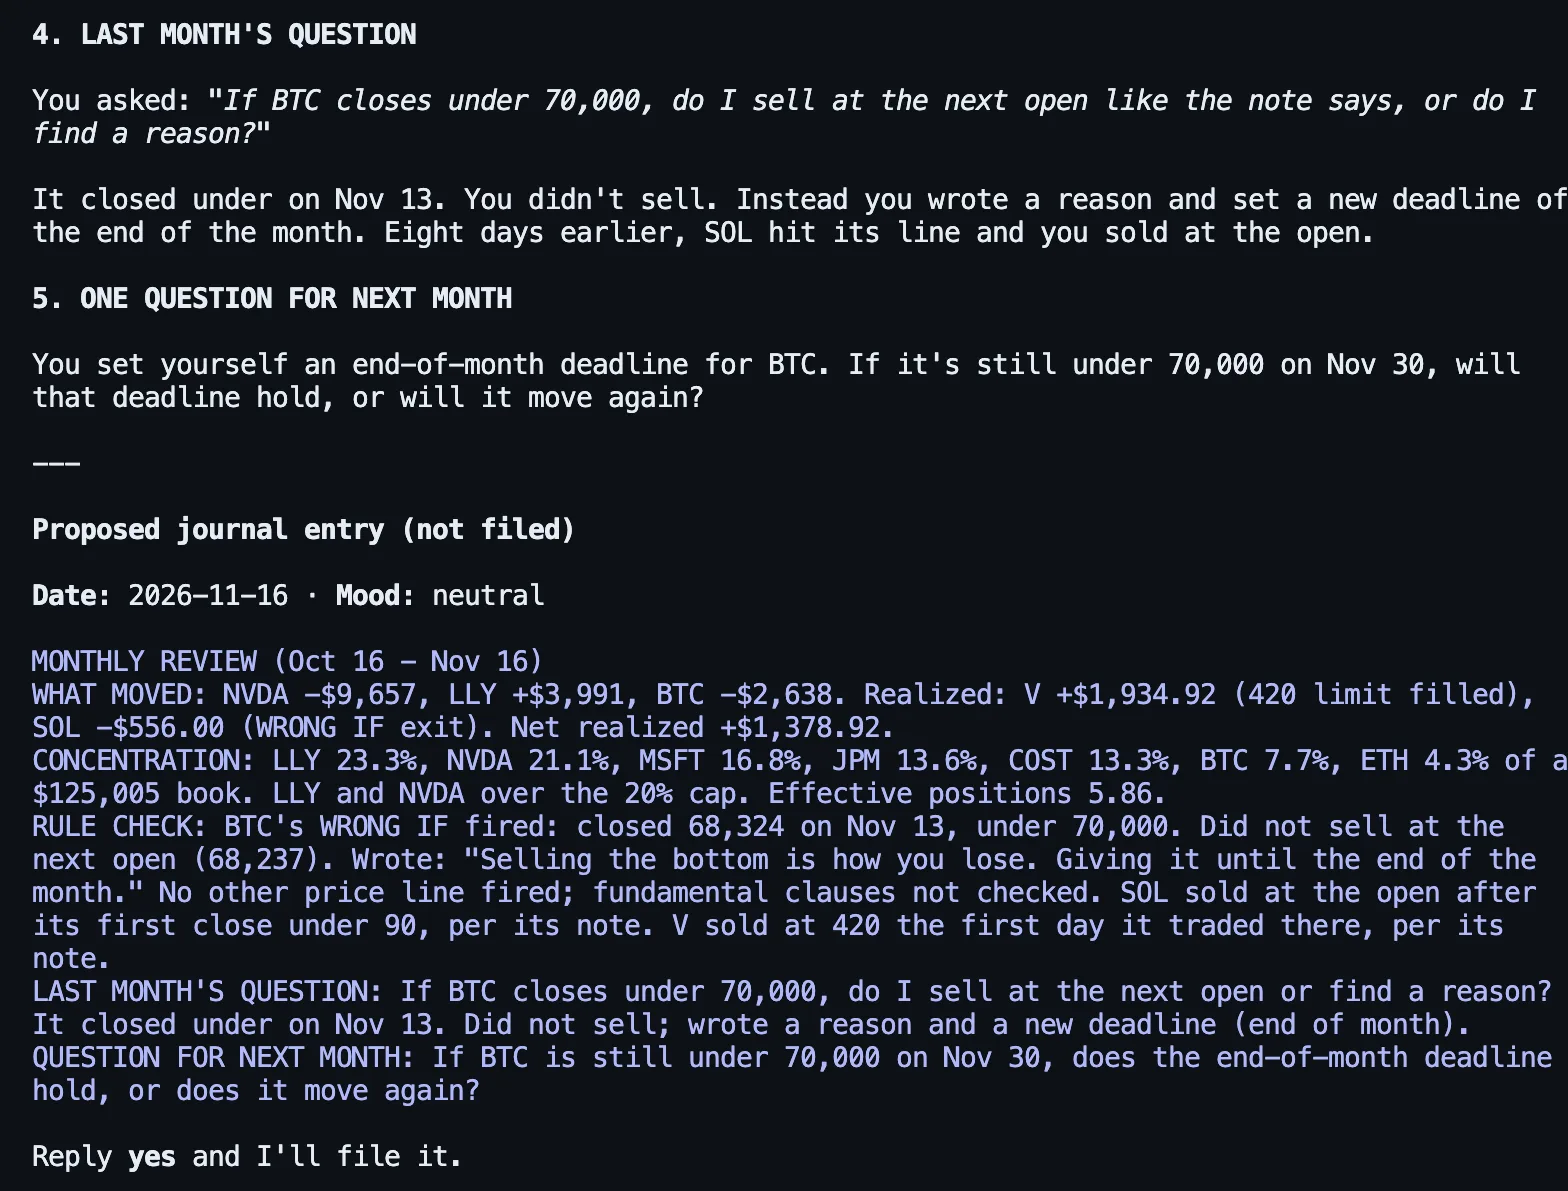 4. LAST MONTH'S QUESTION
You asked: "If BTC closes under 70,000, do I sell at the next open like the note says, or do I
find a reason?"
It closed under on Nov 13. You didn't sell. Instead you wrote a reason and set a new deadline of
the end of the month. Eight days earlier, SOL hit its line and you sold at the open.
5. ONE QUESTION FOR NEXT MONTH
You set yourself an end-of-month deadline for BTC. If it's still under 70,000 on Nov 30, will
that deadline hold, or will it move again?
---
Proposed journal entry (not filed)
Date: 2026-11-16 · Mood: neutral
MONTHLY REVIEW (Oct 16 - Nov 16)
WHAT MOVED: NVDA -$9,657, LLY +$3,991, BTC -$2,638. Realized: V +$1,934.92 (420 limit filled),
SOL -$556.00 (WRONG IF exit). Net realized +$1,378.92.
CONCENTRATION: LLY 23.3%, NVDA 21.1%, MSFT 16.8%, JPM 13.6%, COST 13.3%, BTC 7.7%, ETH 4.3% of a
$125,005 book. LLY and NVDA over the 20% cap. Effective positions 5.86.
RULE CHECK: BTC's WRONG IF fired: closed 68,324 on Nov 13, under 70,000. Did not sell at the
next open (68,237). Wrote: "Selling the bottom is how you lose. Giving it until the end of the
month." No other price line fired; fundamental clauses not checked. SOL sold at the open after
its first close under 90, per its note. V sold at 420 the first day it traded there, per its
note.
LAST MONTH'S QUESTION: If BTC closes under 70,000, do I sell at the next open or find a reason?
It closed under on Nov 13. Did not sell; wrote a reason and a new deadline (end of month).
QUESTION FOR NEXT MONTH: If BTC is still under 70,000 on Nov 30, does the end-of-month deadline
hold, or does it move again?
Reply yes and I'll file it.